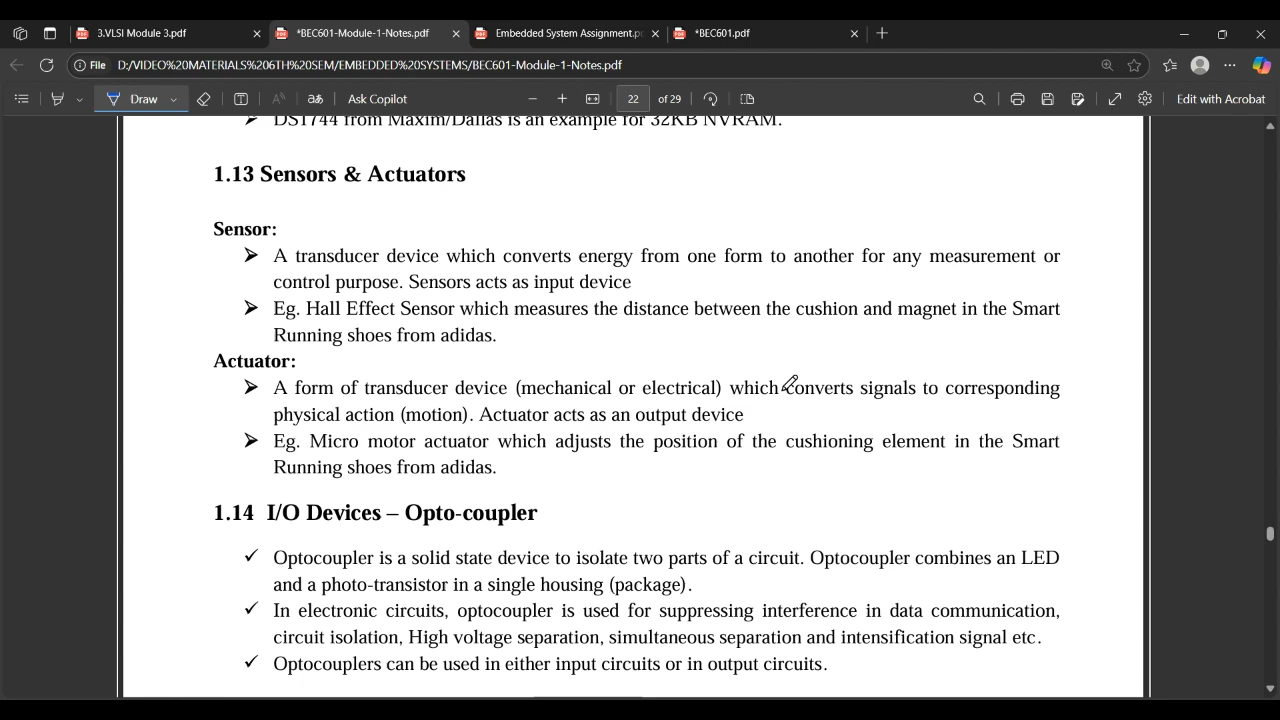 3.VLSI Module 3.pdf
*BEC601-Module-1-Notes.pdf
Embedded System Assignment.p
*BEC601.pdf
File
D:/VIDEO%20MATERIALS%206TH%20SEM/EMBEDDED%20SYSTEMS/BEC601-Module-1-Notes.pdf
Draw
Ask Copilot
22 of 29
Edit with Acrobat
DS1744 from Maxim/Dallas is an example for 32KB NVRAM.
1.13 Sensors & Actuators
Sensor:
➢ A transducer device which converts energy from one form to another for any measurement or
control purpose. Sensors acts as input device
➢ Eg. Hall Effect Sensor which measures the distance between the cushion and magnet in the Smart
Running shoes from adidas.
Actuator:
➢ A form of transducer device (mechanical or electrical) which converts signals to corresponding
physical action (motion). Actuator acts as an output device
➢ Eg. Micro motor actuator which adjusts the position of the cushioning element in the Smart
Running shoes from adidas.
1.14 I/O Devices – Opto-coupler
✓ Optocoupler is a solid state device to isolate two parts of a circuit. Optocoupler combines an LED
and a photo-transistor in a single housing (package).
✓ In electronic circuits, optocoupler is used for suppressing interference in data communication,
circuit isolation, High voltage separation, simultaneous separation and intensification signal etc.
✓ Optocouplers can be used in either input circuits or in output circuits.